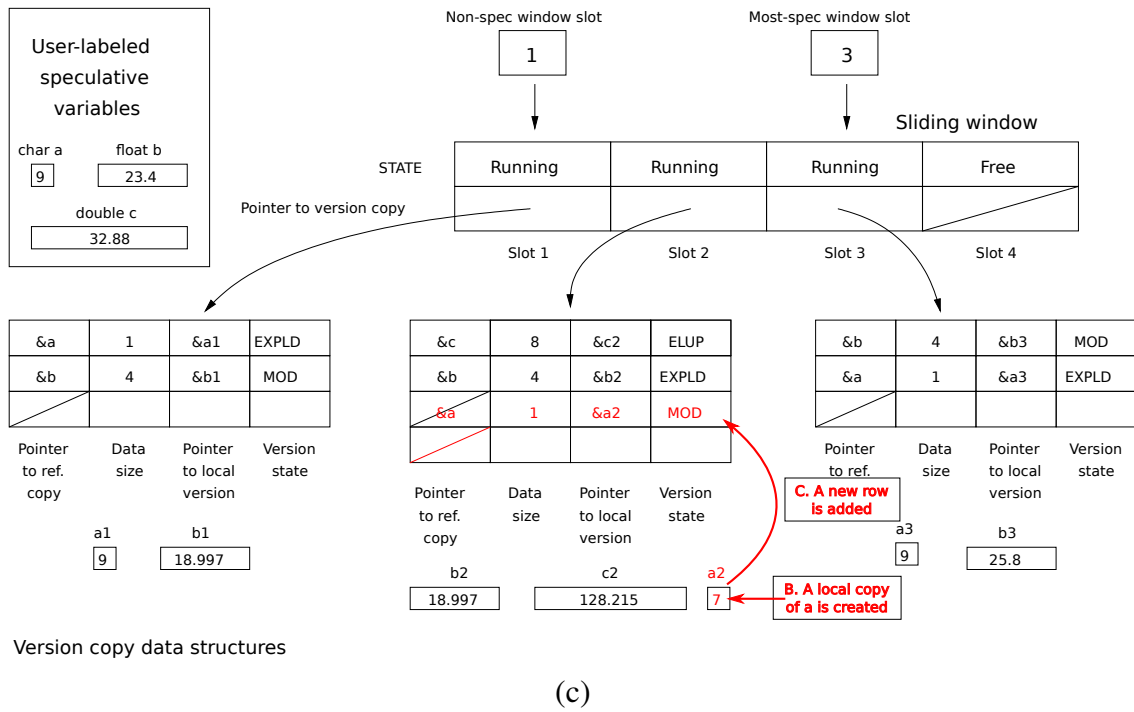 Non-spec window slot
Most-spec window slot
1
3
User-labeled
speculative
variables
char a
float b
9
23.4
double c
32.88
Sliding window
STATE
Running
Running
Running
Free
Pointer to version copy
Slot 1
Slot 2
Slot 3
Slot 4
&a 1 &a1 EXPLD
&b 4 &b1 MOD
Pointer
to ref.
copy
Data
size
Pointer
to local
version
Version
state
a1
b1
9
18.997
&c 8 &c2 ELUP
&b 4 &b2 EXPLD
&a 1 &a2 MOD
Pointer
to ref.
copy
Data
size
Pointer
to local
version
Version
state
b2
c2
a2
18.997
128.215
7
&b 4 &b3 MOD
&a 1 &a3 EXPLD
Pointer
to ref.
Data
size
Pointer
to local
version
Version
state
C. A new row
is added
a3
b3
9
25.8
B. A local copy
of a is created
Version copy data structures
(c)